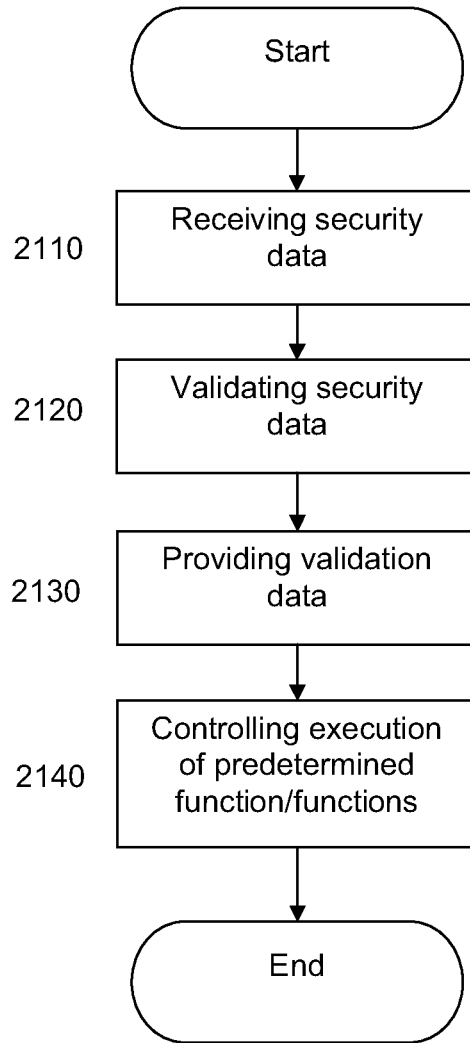 Start
2110
Receiving security
data
2120
Validating security
data
2130
Providing validation
data
2140
Controlling execution
of predetermined
function/functions
End